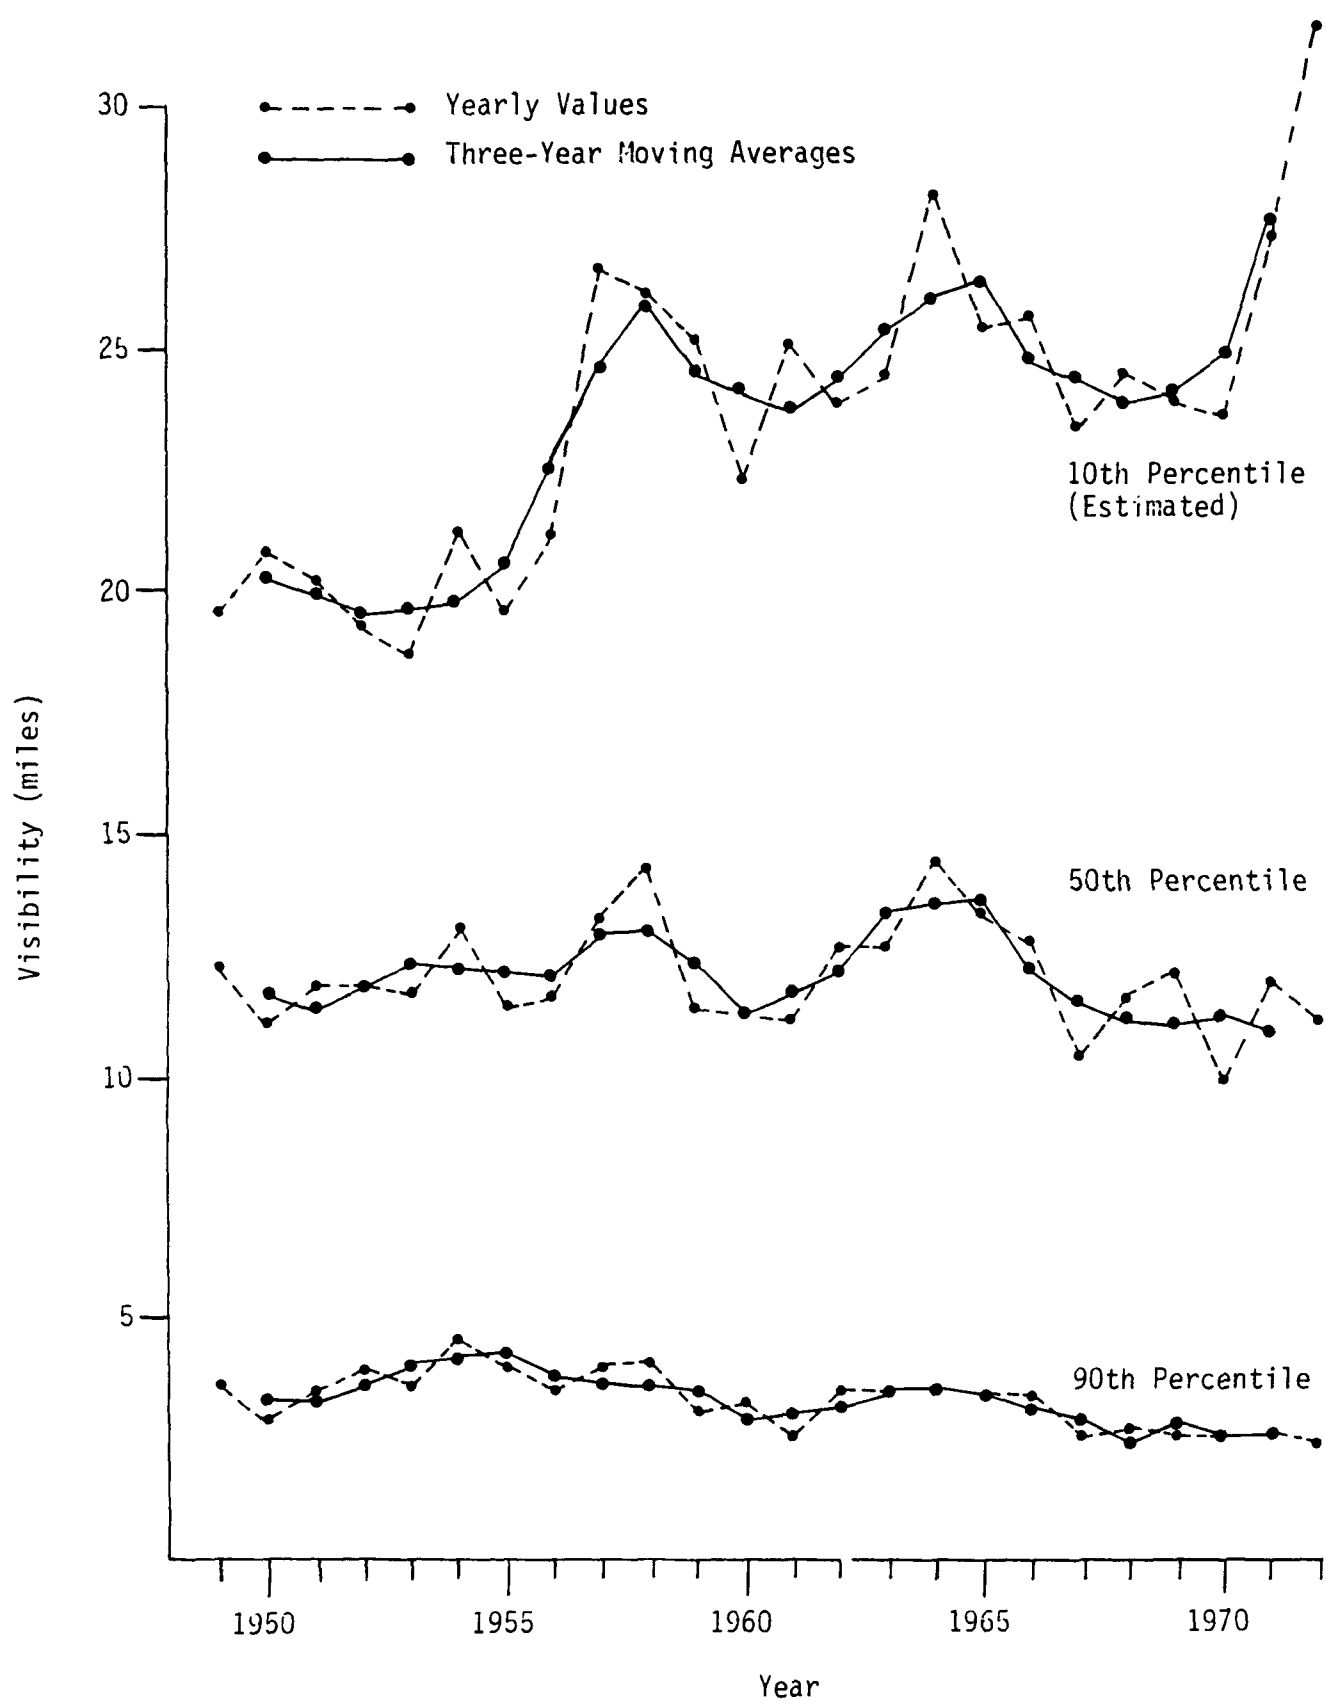 30
Yearly Values
Three-Year Moving Averages
25
10th Percentile
(Estimated)
20
Visibility (miles)
15
50th Percentile
10
5
90th Percentile
1950 1955 1960 1965 1970
Year